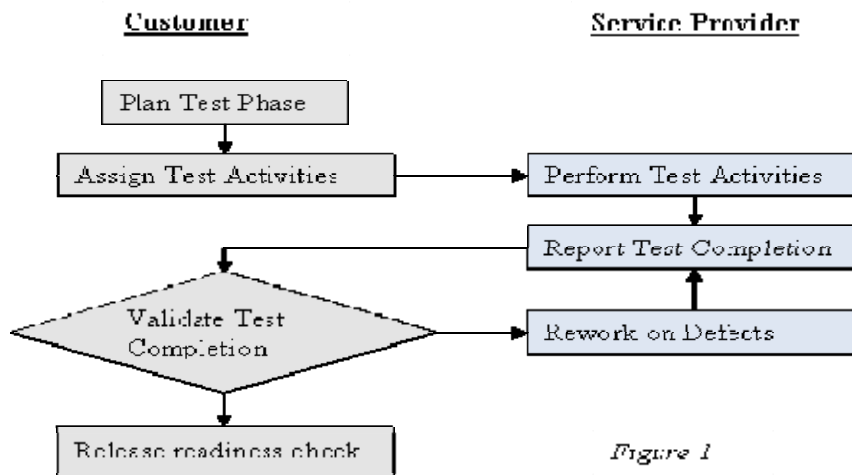 Customer
Service Provider
Plan Test Phase
Assign Test Activities
Perform Test Activities
Report Test Completion
Validate Test
Completion
Rework on Defects
Release readiness check
Figure 1